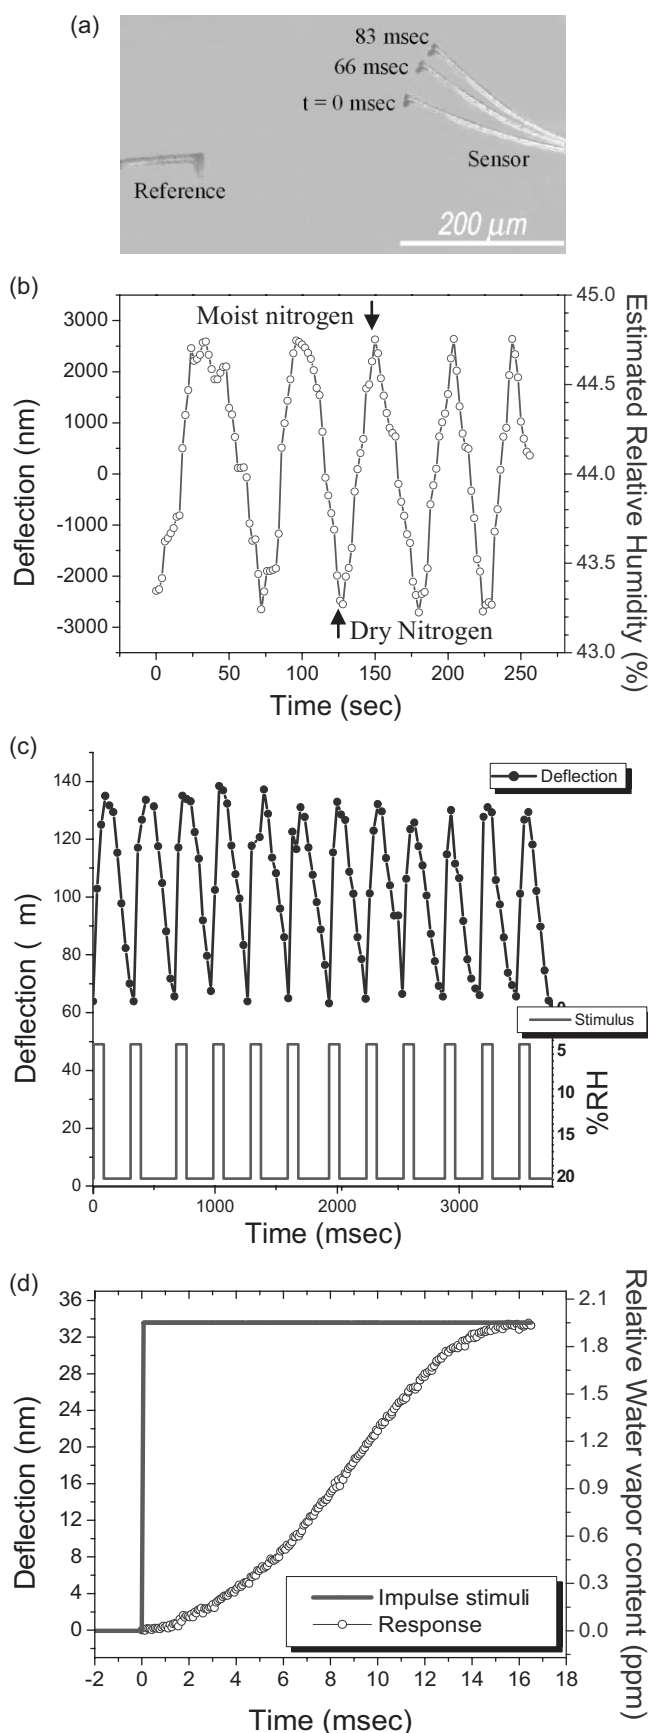 (a)
83 msec
66 msec
t = 0 msec
Sensor
Reference
200 μm
(b)
Moist nitrogen
Dry Nitrogen
3500
2500
1000
2000
0
-1000
-2000
-3000
Deflection (nm)
45.0
44.5
44.0
43.5
43.0
Estimated Relative Humidity (%)
0 50 100 150 200 250
Time (sec)
(c)
Deflection
Stimulus
140
120
100
80
60
40
20
0
Deflection ( m)
0
5
10
15
20
%RH
0 1000 2000 3000
Time (msec)
(d)
36
32
28
24
20
16
12
8
4
0
Deflection (nm)
2.1
1.8
1.5
1.2
0.9
0.6
0.3
0.0
Relative Water vapor content (ppm)
Impulse stimuli
Response
-2 0 2 4 6 8 10 12 14 16 18
Time (msec)